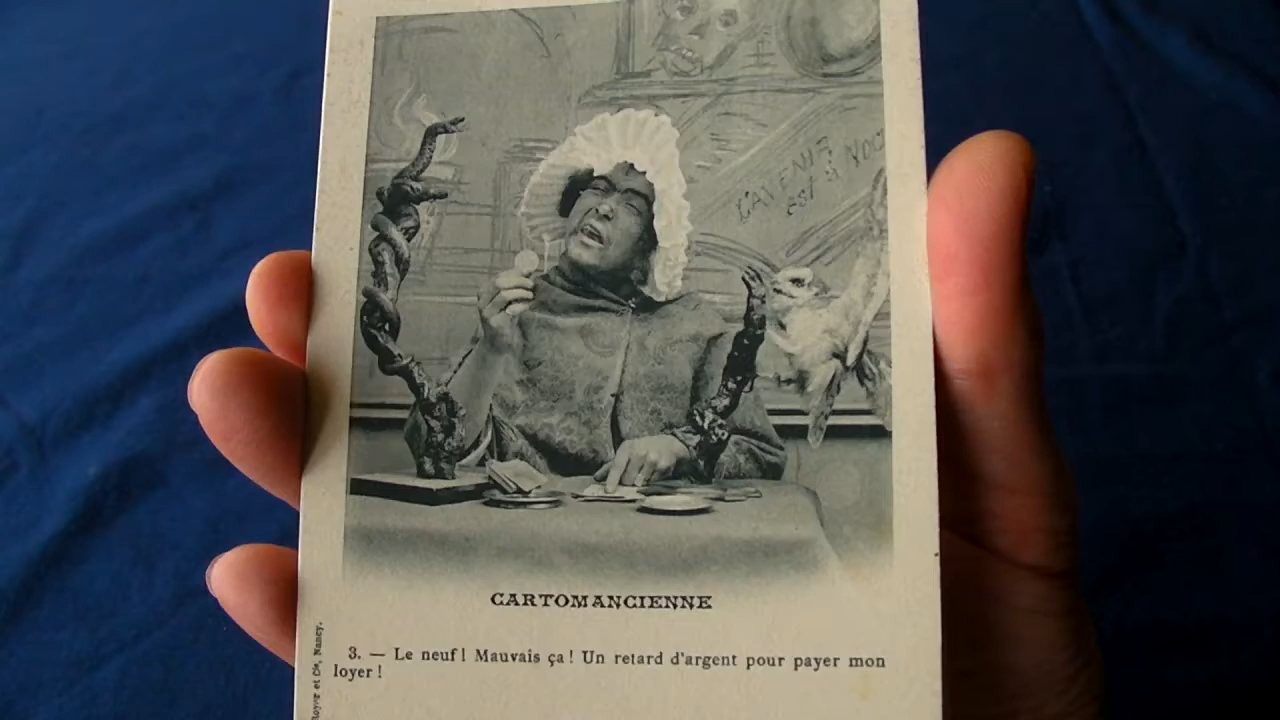 L'AVENIR
EST À
CARTOMANCIENNE
3. — Le neuf! Mauvais ça! Un retard d'argent pour payer mon
loyer!
et Cie, Nancy.